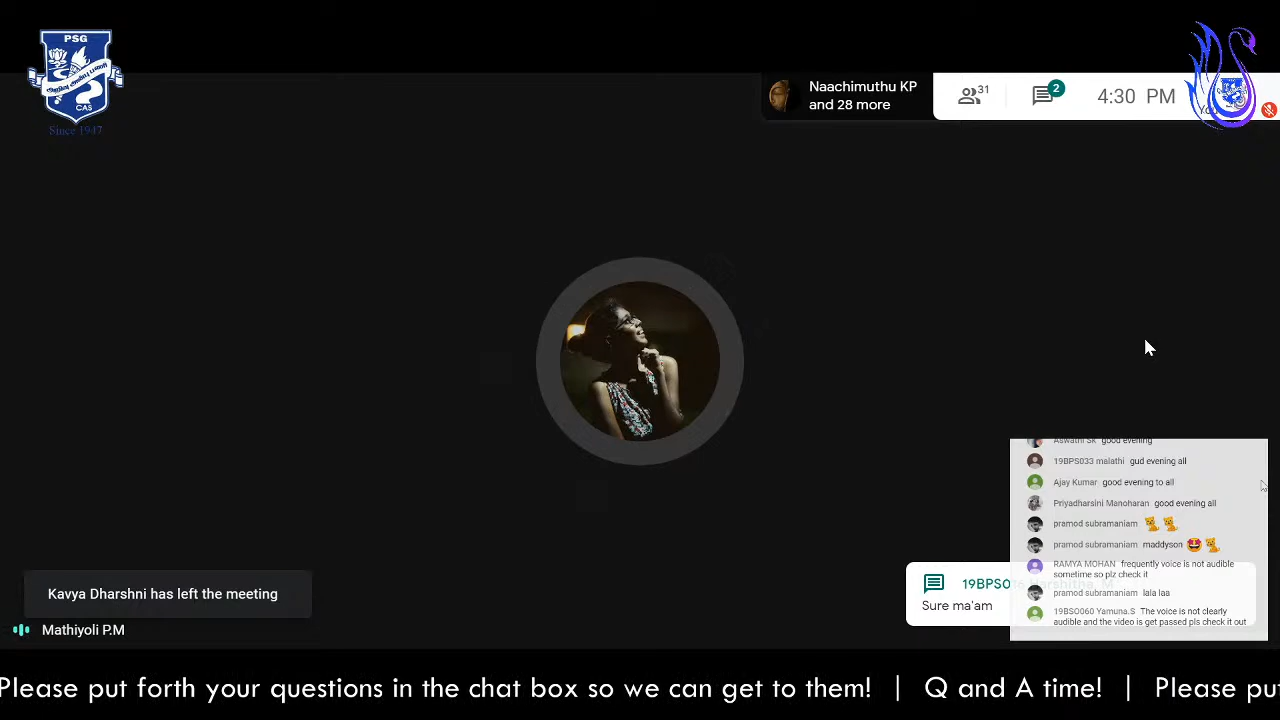 PSG
CAS
Since 1947
Naachimuthu KP
and 28 more
31
2
4:30 PM
Aswathi Sk good evening
19BPS033 malathi gud evening all
Ajay Kumar good evening to all
Priyadharsini Manoharan good evening all
pramod subramaniam 🐆 🐆
pramod subramaniam maddyson 🤩 🐆
RAMYA MOHAN frequently voice is not audible
sometime so plz check it
pramod subramaniam lala laa
19BSO060 Yamuna.S The voice is not clearly
audible and the video is get passed pls check it out
Sure ma'am
Kavya Dharshni has left the meeting
Mathiyoli P.M
Please put forth your questions in the chat box so we can get to them! | Q and A time! | Please put